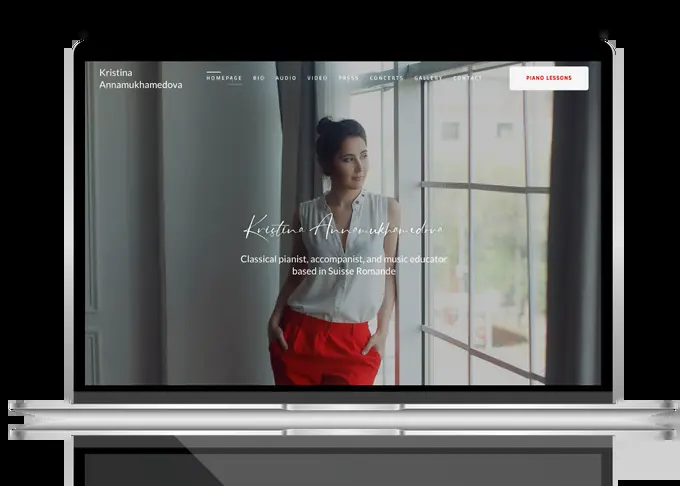 Kristina
Annamukhamedova
HOMEPAGE BIO AUDIO VIDEO PRESS CONCERTS GALLERY CONTACT
PIANO LESSONS
Kristina Annamukhamedova
Classical pianist, accompanist, and music educator
based in Suisse Romande